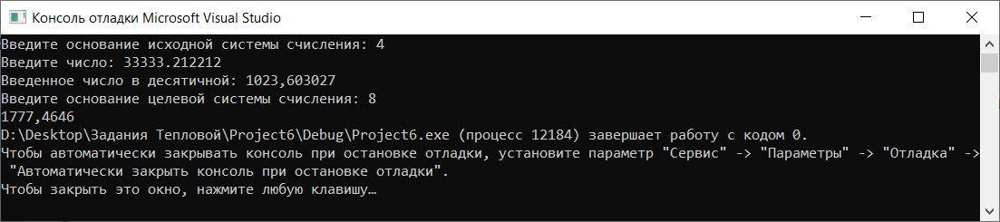 Консоль отладки Microsoft Visual Studio
Введите основание исходной системы счисления: 4
Введите число: 33333.212212
Введенное число в десятичной: 1023,603027
Введите основание целевой системы счисления: 8
1777,4646
D:\Desktop\Задания Тепловой\Project6\Debug\Project6.exe (процесс 12184) завершает работу с кодом 0.
Чтобы автоматически закрывать консоль при остановке отладки, установите параметр "Сервис" -> "Параметры" -> "Отладка" ->
"Автоматически закрыть консоль при остановке отладки".
Чтобы закрыть это окно, нажмите любую клавишу…